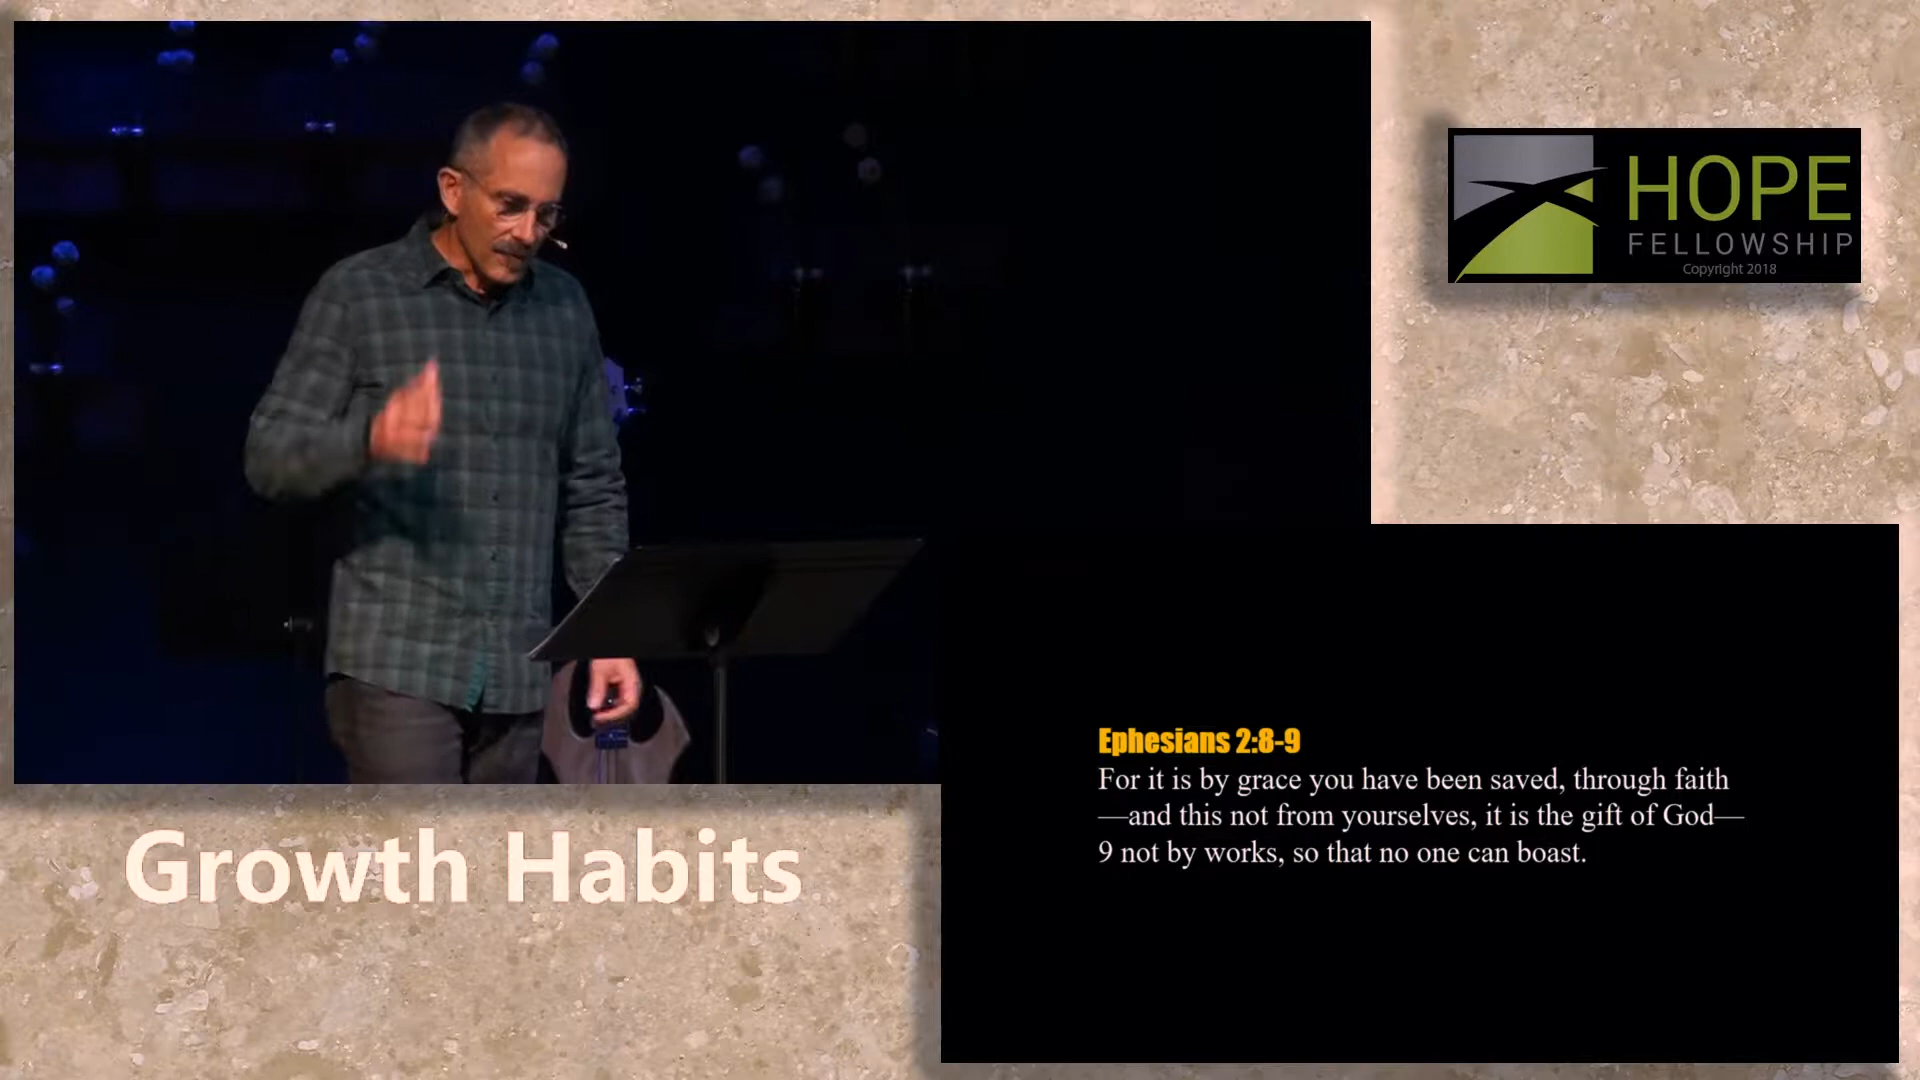 HOPE
FELLOWSHIP
Copyright 2018
Ephesians 2:8-9
For it is by grace you have been saved, through faith
—and this not from yourselves, it is the gift of God—
9 not by works, so that no one can boast.
Growth Habits